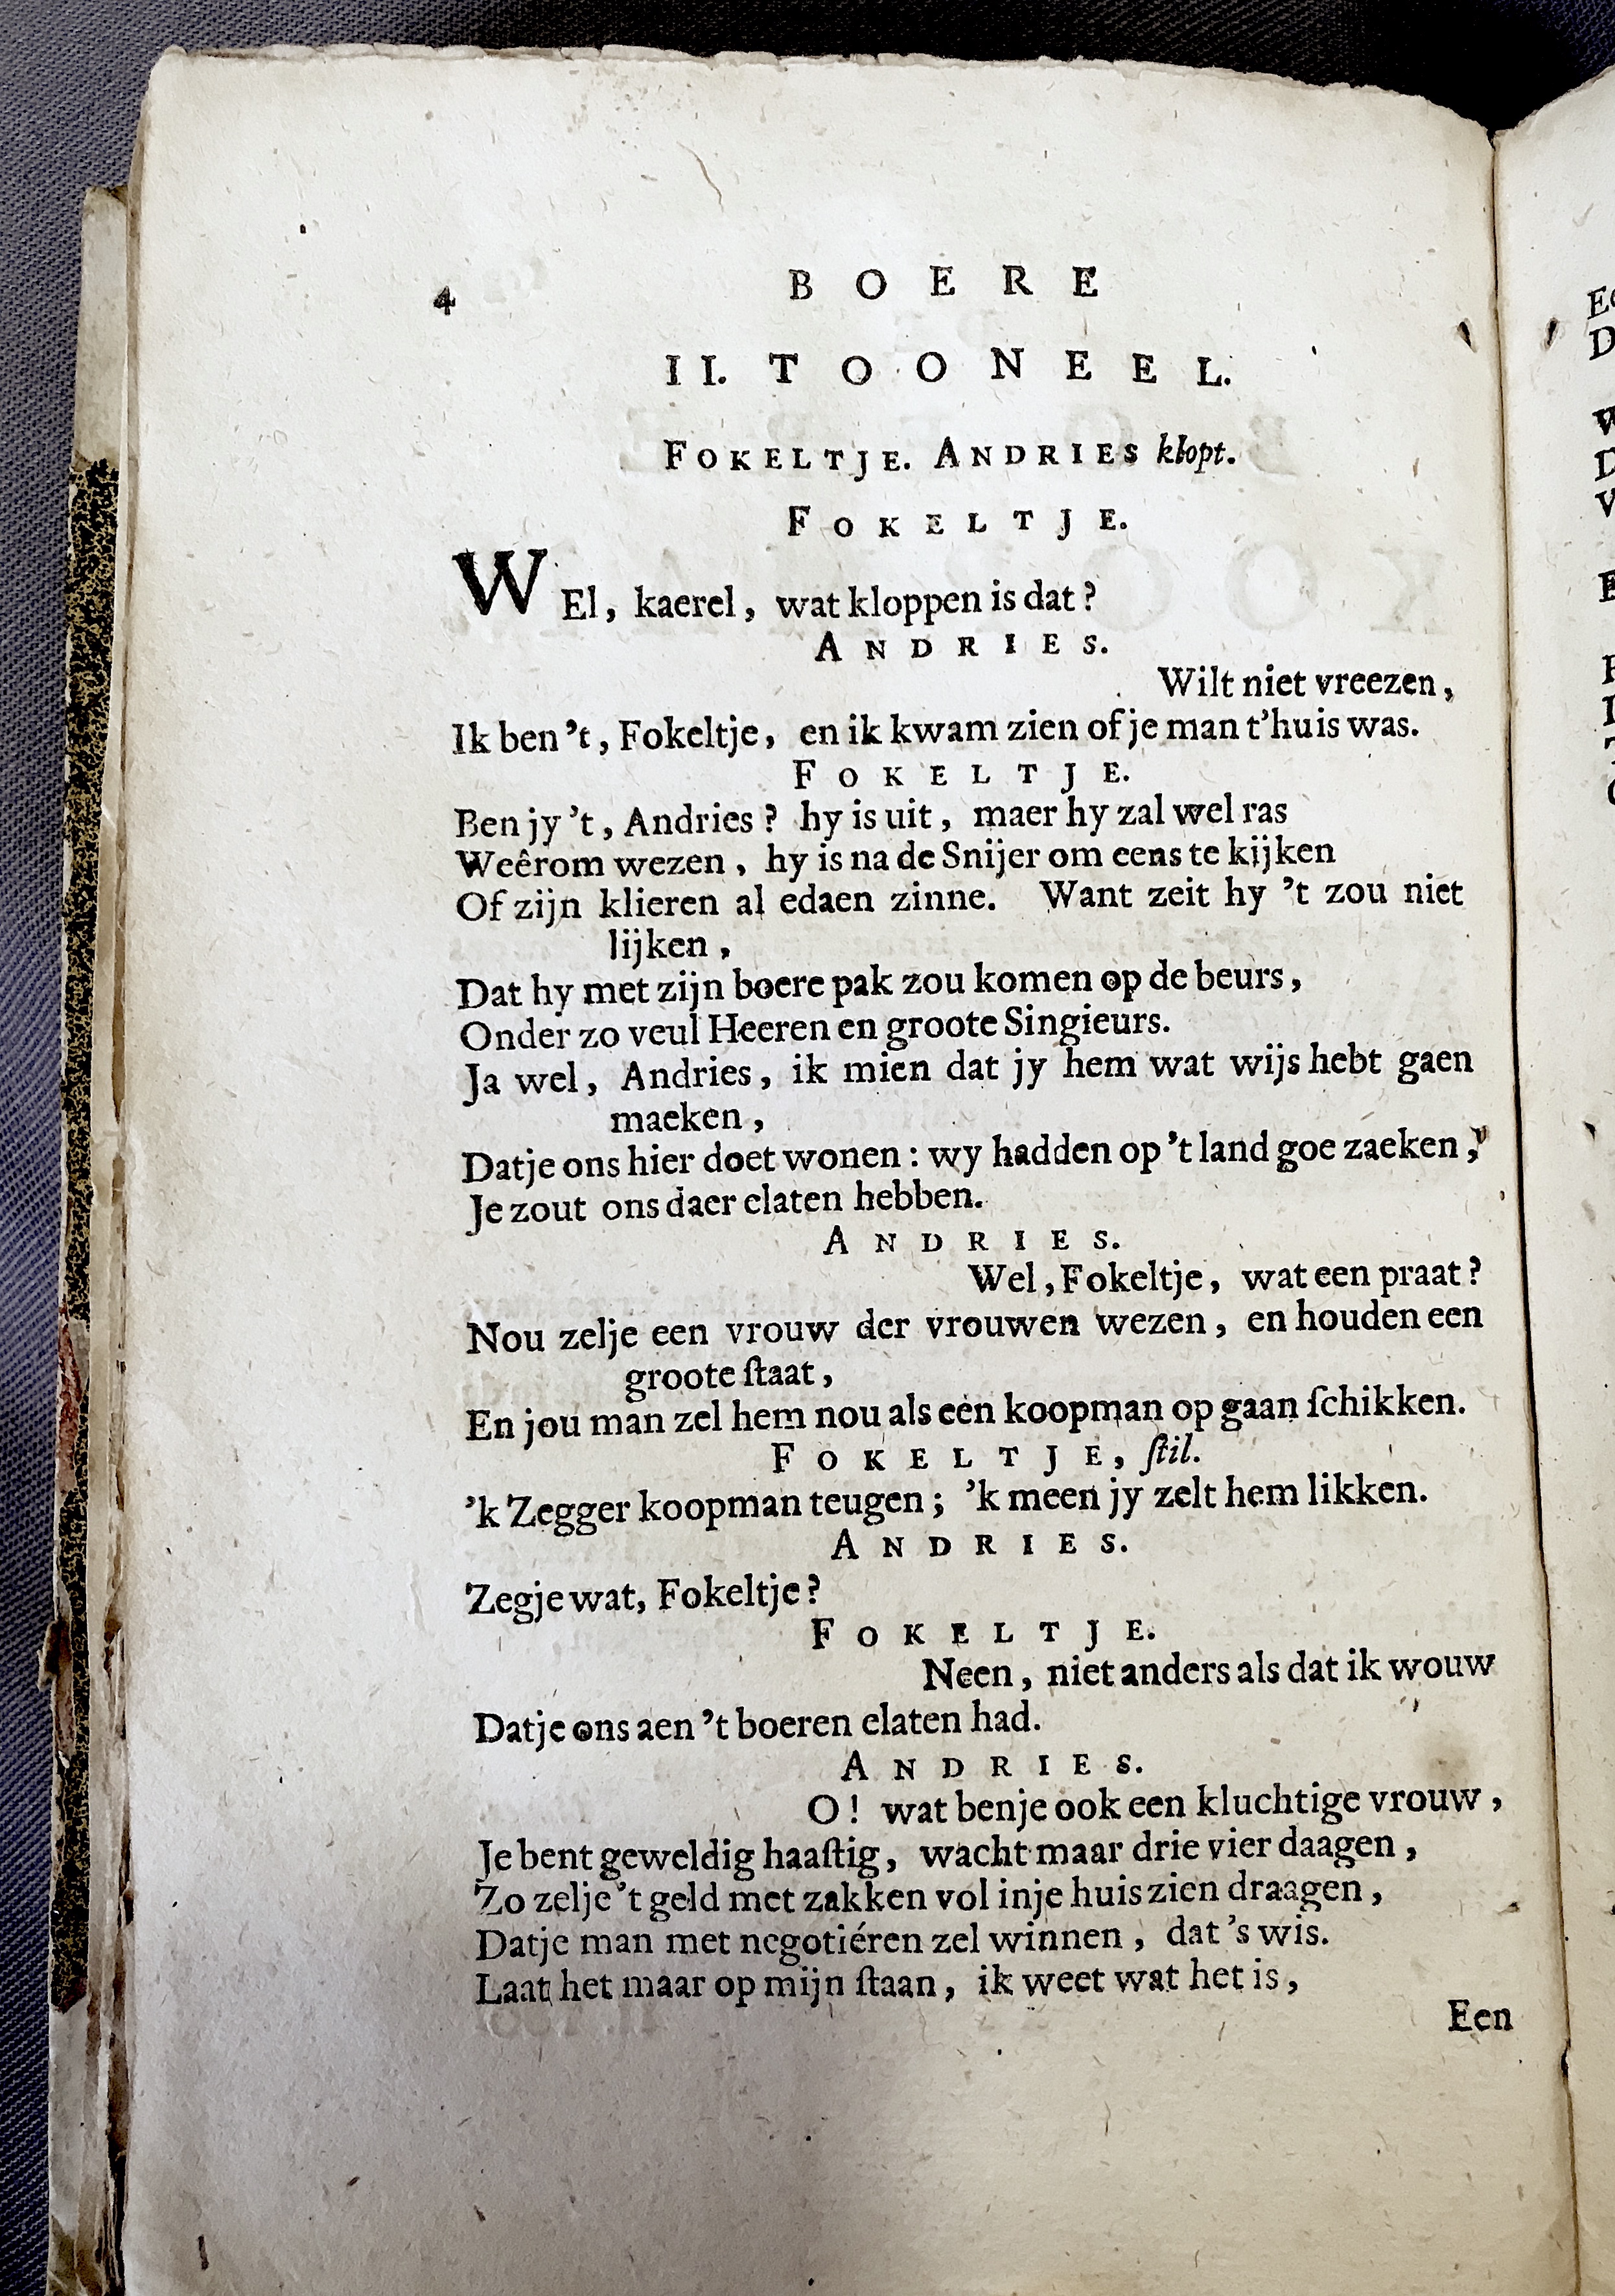 4 BOERE
II. TOONEEL.
FOKELTJE. ANDRIES klopt.
FOKELTJE.
WEl, kaerel, wat kloppen is dat?
ANDRIES.
Wilt niet vreezen,
Ik ben 't, Fokeltje, en ik kwam zien of je man t'huis was.
FOKELTJE.
Ben jy 't, Andries? hy is uit, maer hy zal wel ras
Weêrom wezen, hy is na de Snijer om eens te kijken
Of zijn klieren al edaen zinne. Want zeit hy 't zou niet
lijken,
Dat hy met zijn boere pak zou komen op de beurs,
Onder zo veul Heeren en groote Singieurs.
Ja wel, Andries, ik mien dat jy hem wat wijs hebt gaen
maeken,
Datje ons hier doet wonen: wy hadden op 't land goe zaeken,
Je zout ons daer elaten hebben.
ANDRIES.
Wel, Fokeltje, wat een praat?
Nou zelje een vrouw der vrouwen wezen, en houden een
groote ſtaat,
En jou man zel hem nou als een koopman op gaan ſchikken.
FOKELTJE, ſtil.
'k Zegger koopman teugen; 'k meen jy zelt hem likken.
ANDRIES.
Zegje wat, Fokeltje?
FOKELTJE.
Neen, niet anders als dat ik wouw
Datje ons aen 't boeren elaten had.
ANDRIES.
O! wat benje ook een kluchtige vrouw,
Je bent geweldig haaſtig, wacht maar drie vier daagen,
Zo zelje 't geld met zakken vol inje huis zien draagen,
Datje man met negotiéren zel winnen, dat 's wis.
Laat het maar op mijn ſtaan, ik weet wat het is,
Een